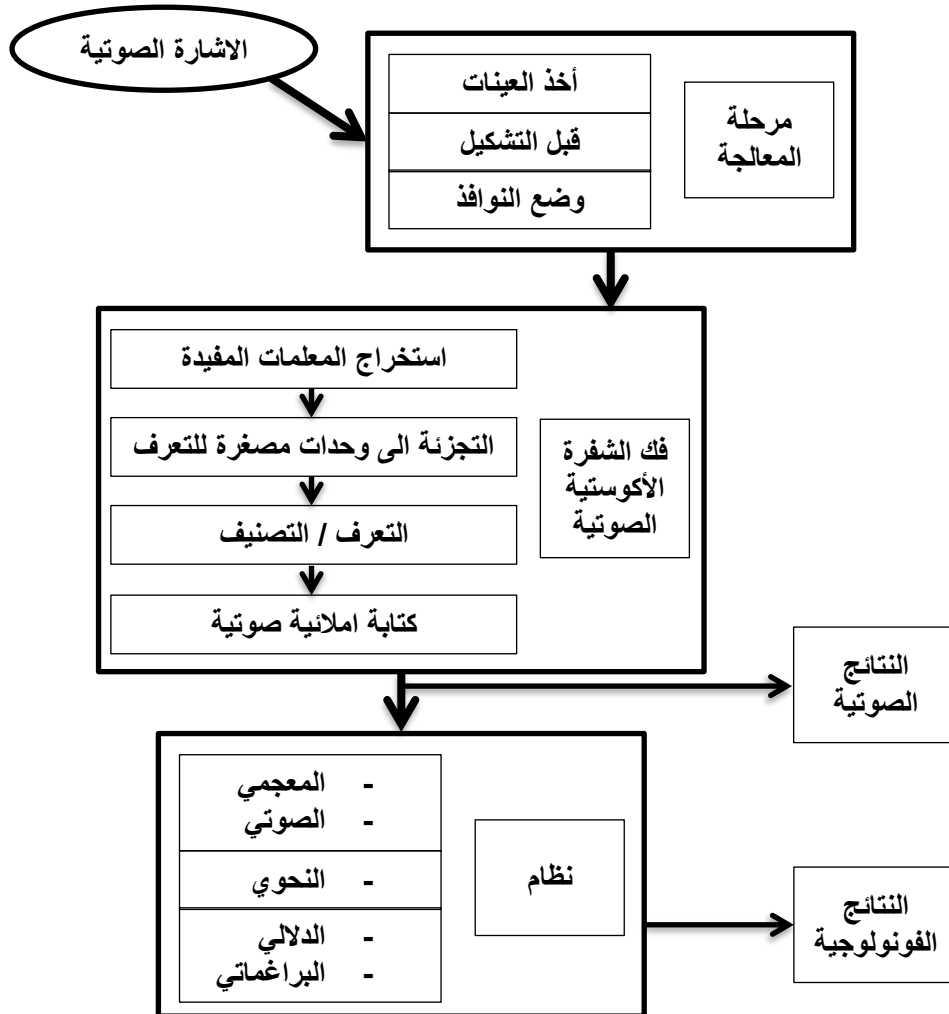 الاشارة الصوتية
أخذ العينات
قبل التشكيل
وضع النوافذ
مرحلة
المعالجة
استخراج المعلمات المفيدة
التجزئة الى وحدات مصغرة للتعرف
التعرف / التصنيف
كتابة املائية صوتية
فك الشفرة
الأكوستية
الصوتية
النتائج
الصوتية
- المعجمي
- الصوتي
- النحوي
- الدلالي
- البراغماتي
نظام
النتائج
الفونولوجية